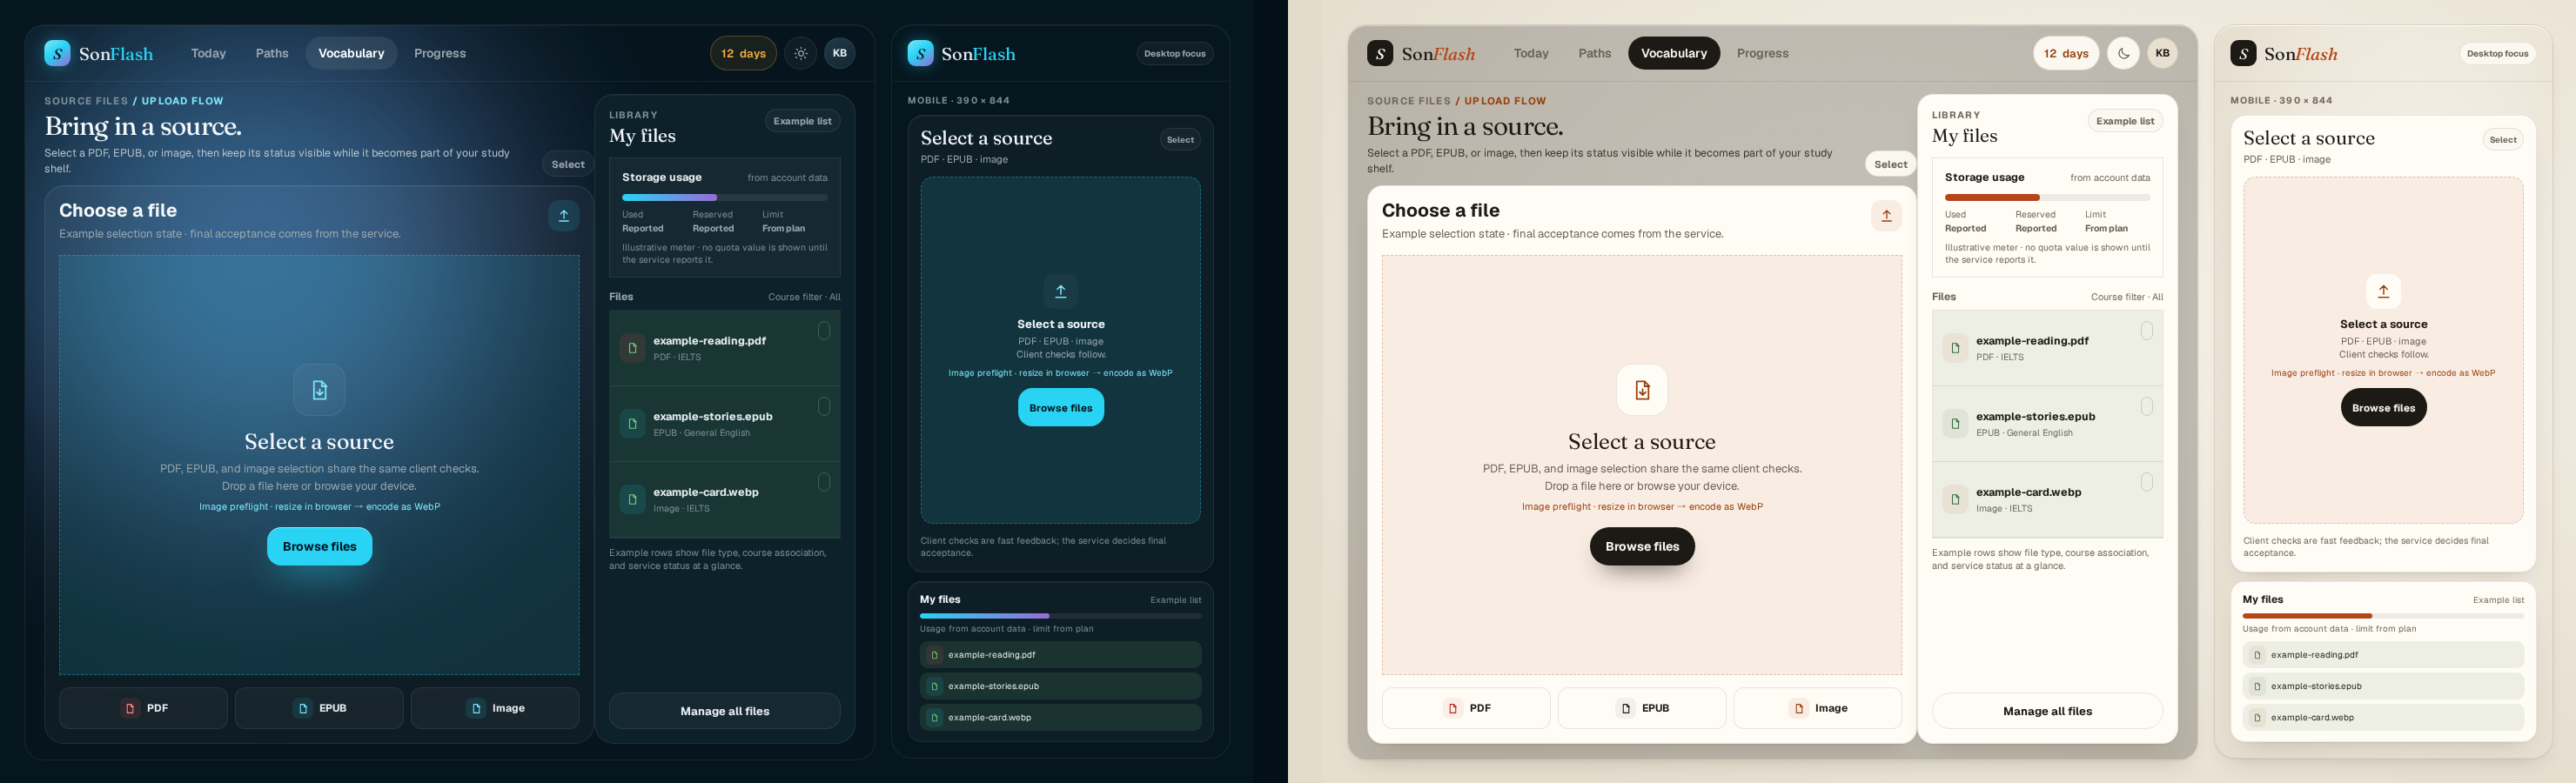 S SonFlash Today Paths Vocabulary Progress 12 days KB
SOURCE FILES / UPLOAD FLOW
Bring in a source.
Select a PDF, EPUB, or image, then keep its status visible while it becomes part of your study
shelf.
Select
Choose a file
Example selection state · final acceptance comes from the service.
Select a source
PDF, EPUB, and image selection share the same client checks.
Drop a file here or browse your device.
Image preflight · resize in browser → encode as WebP
Browse files
PDF EPUB Image
LIBRARY
My files
Example list
Storage usage from account data
Used Reserved Limit
Reported Reported From plan
Illustrative meter · no quota value is shown until
the service reports it.
Files Course filter · All
example-reading.pdf
PDF · IELTS
example-stories.epub
EPUB · General English
example-card.webp
Image · IELTS
Example rows show file type, course association,
and service status at a glance.
Manage all files
S SonFlash Desktop focus
MOBILE · 390 × 844
Select a source
Select
PDF · EPUB · image
Select a source
PDF · EPUB · image
Client checks follow.
Image preflight · resize in browser → encode as WebP
Browse files
Client checks are fast feedback; the service decides final
acceptance.
My files Example list
Usage from account data · limit from plan
example-reading.pdf
example-stories.epub
example-card.webp
S SonFlash Today Paths Vocabulary Progress 12 days KB
SOURCE FILES / UPLOAD FLOW
Bring in a source.
Select a PDF, EPUB, or image, then keep its status visible while it becomes part of your study
shelf.
Select
Choose a file
Example selection state · final acceptance comes from the service.
Select a source
PDF, EPUB, and image selection share the same client checks.
Drop a file here or browse your device.
Image preflight · resize in browser → encode as WebP
Browse files
PDF EPUB Image
LIBRARY
My files
Example list
Storage usage from account data
Used Reserved Limit
Reported Reported From plan
Illustrative meter · no quota value is shown until
the service reports it.
Files Course filter · All
example-reading.pdf
PDF · IELTS
example-stories.epub
EPUB · General English
example-card.webp
Image · IELTS
Example rows show file type, course association,
and service status at a glance.
Manage all files
S SonFlash Desktop focus
MOBILE · 390 × 844
Select a source
Select
PDF · EPUB · image
Select a source
PDF · EPUB · image
Client checks follow.
Image preflight · resize in browser → encode as WebP
Browse files
Client checks are fast feedback; the service decides final
acceptance.
My files Example list
Usage from account data · limit from plan
example-reading.pdf
example-stories.epub
example-card.webp